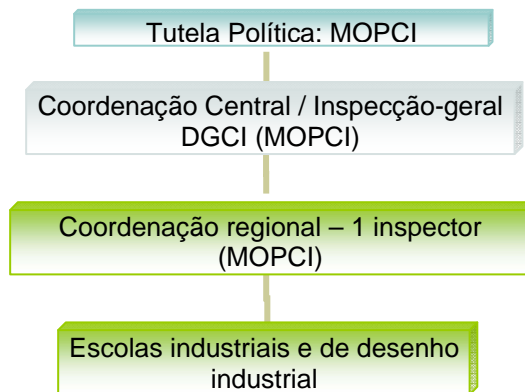 Tutela Política: MOPCI
Coordenação Central / Inspecção-geral
DGCI (MOPCI)
Coordenação regional – 1 inspector
(MOPCI)
Escolas industriais e de desenho
industrial